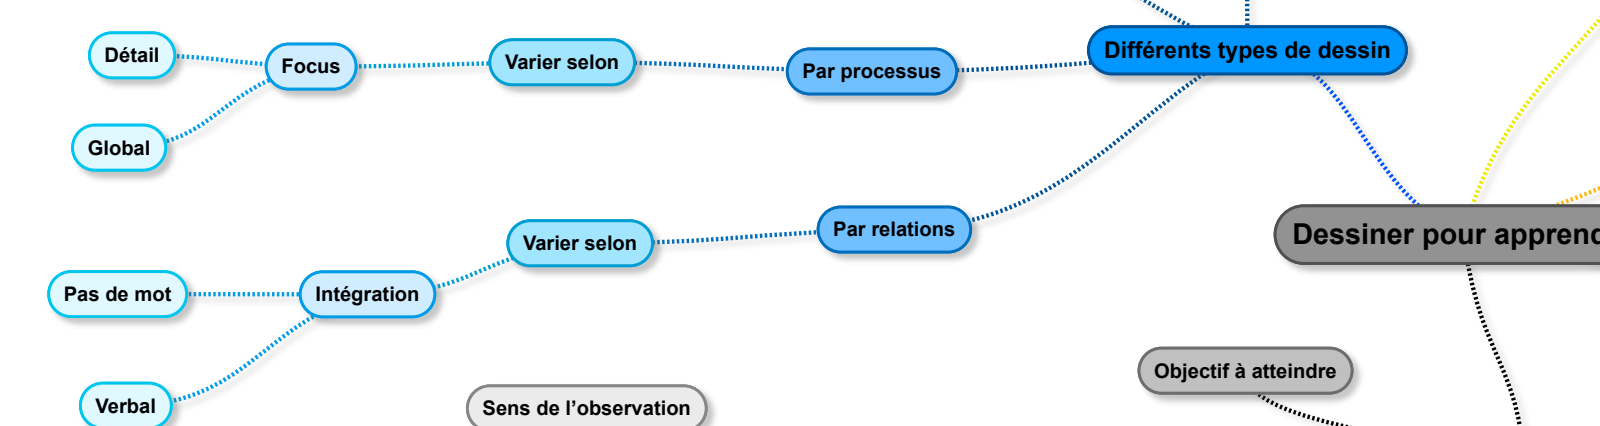 Différents types de dessin
Détail
Focus
Varier selon
Par processus
Global
Par relations
Dessiner pour apprend
Varier selon
Pas de mot
Intégration
Objectif à atteindre
Verbal
Sens de l’observation